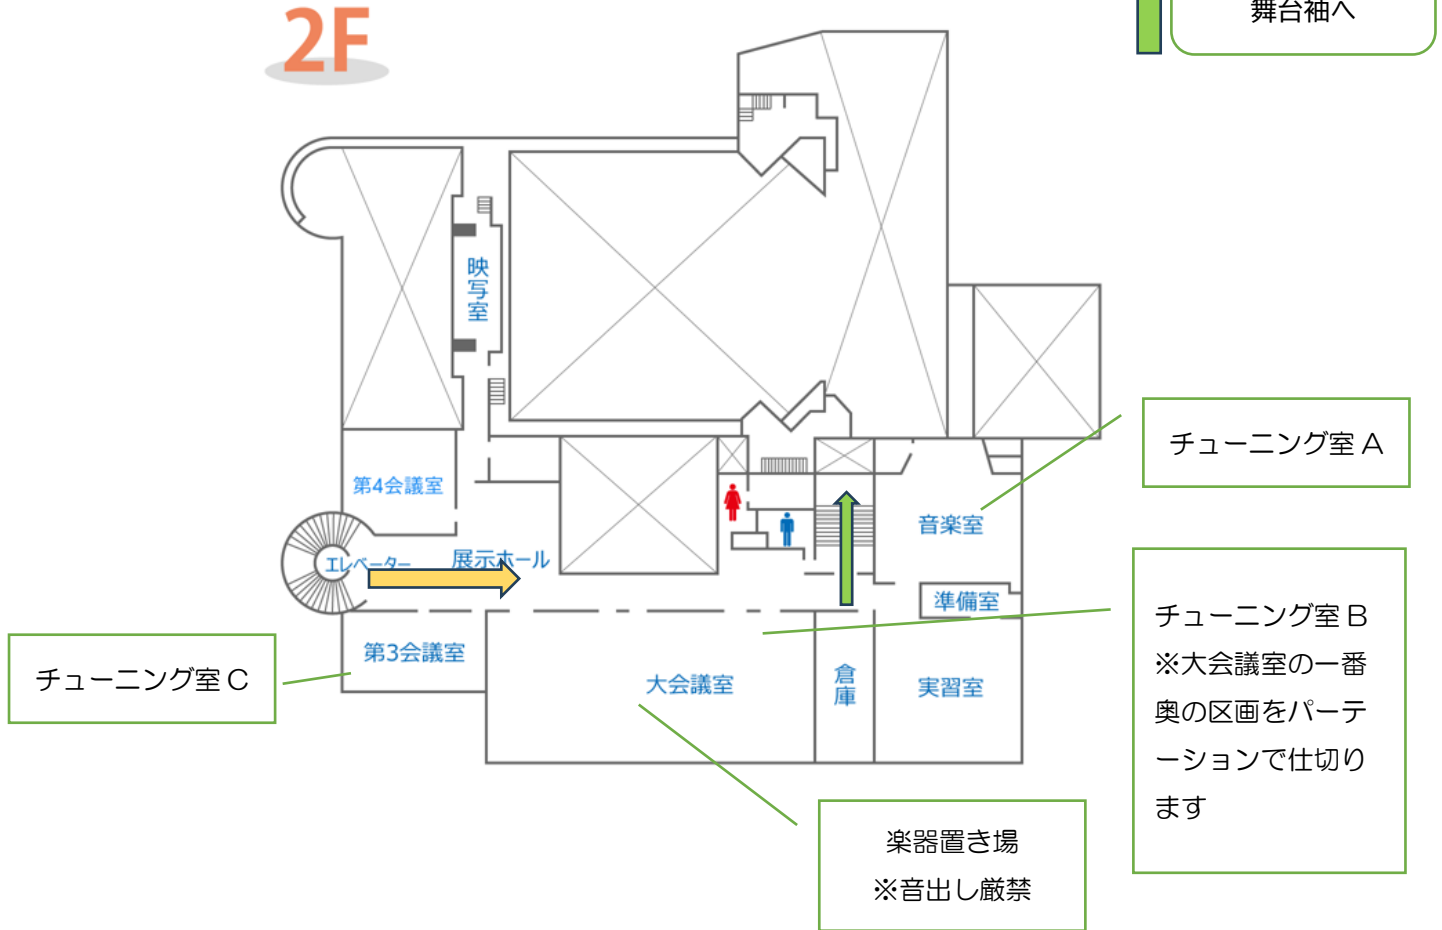 舞台袖へ
2F
映写室
チューニング室 A
第4会議室
音楽室
エレベーター
展示ホール
チューニング室 B
※大会議室の一番
奥の区画をパーテ
ーションで仕切り
ます
準備室
第3会議室
チューニング室 C
大会議室
倉庫
実習室
楽器置き場
※音出し厳禁